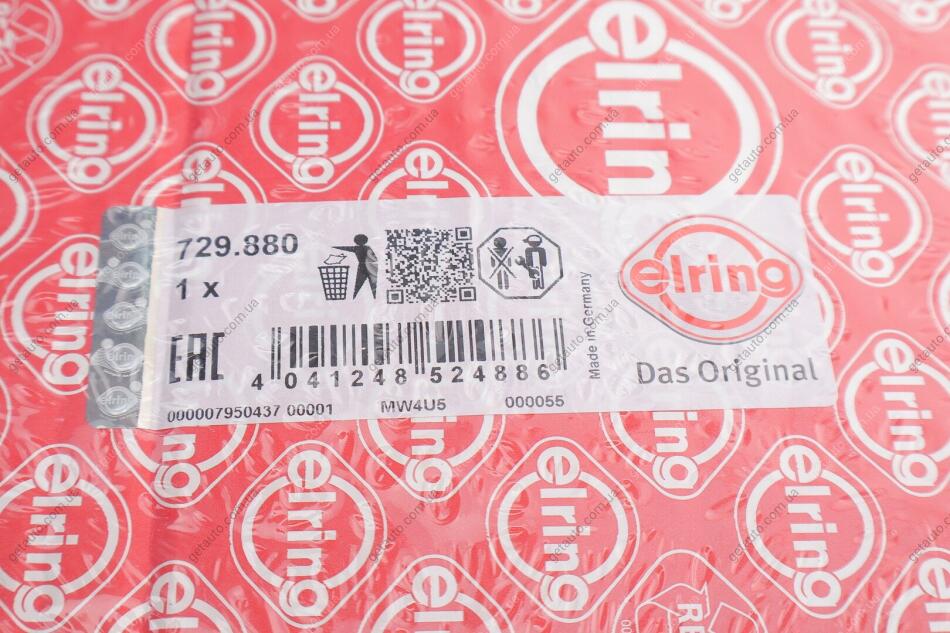 729.880
1 x
EAC
4 041248 524886
000007950437 00001
MW4U5
000055
Made in Germany
elring
Das Original
elring
getauto.com.ua